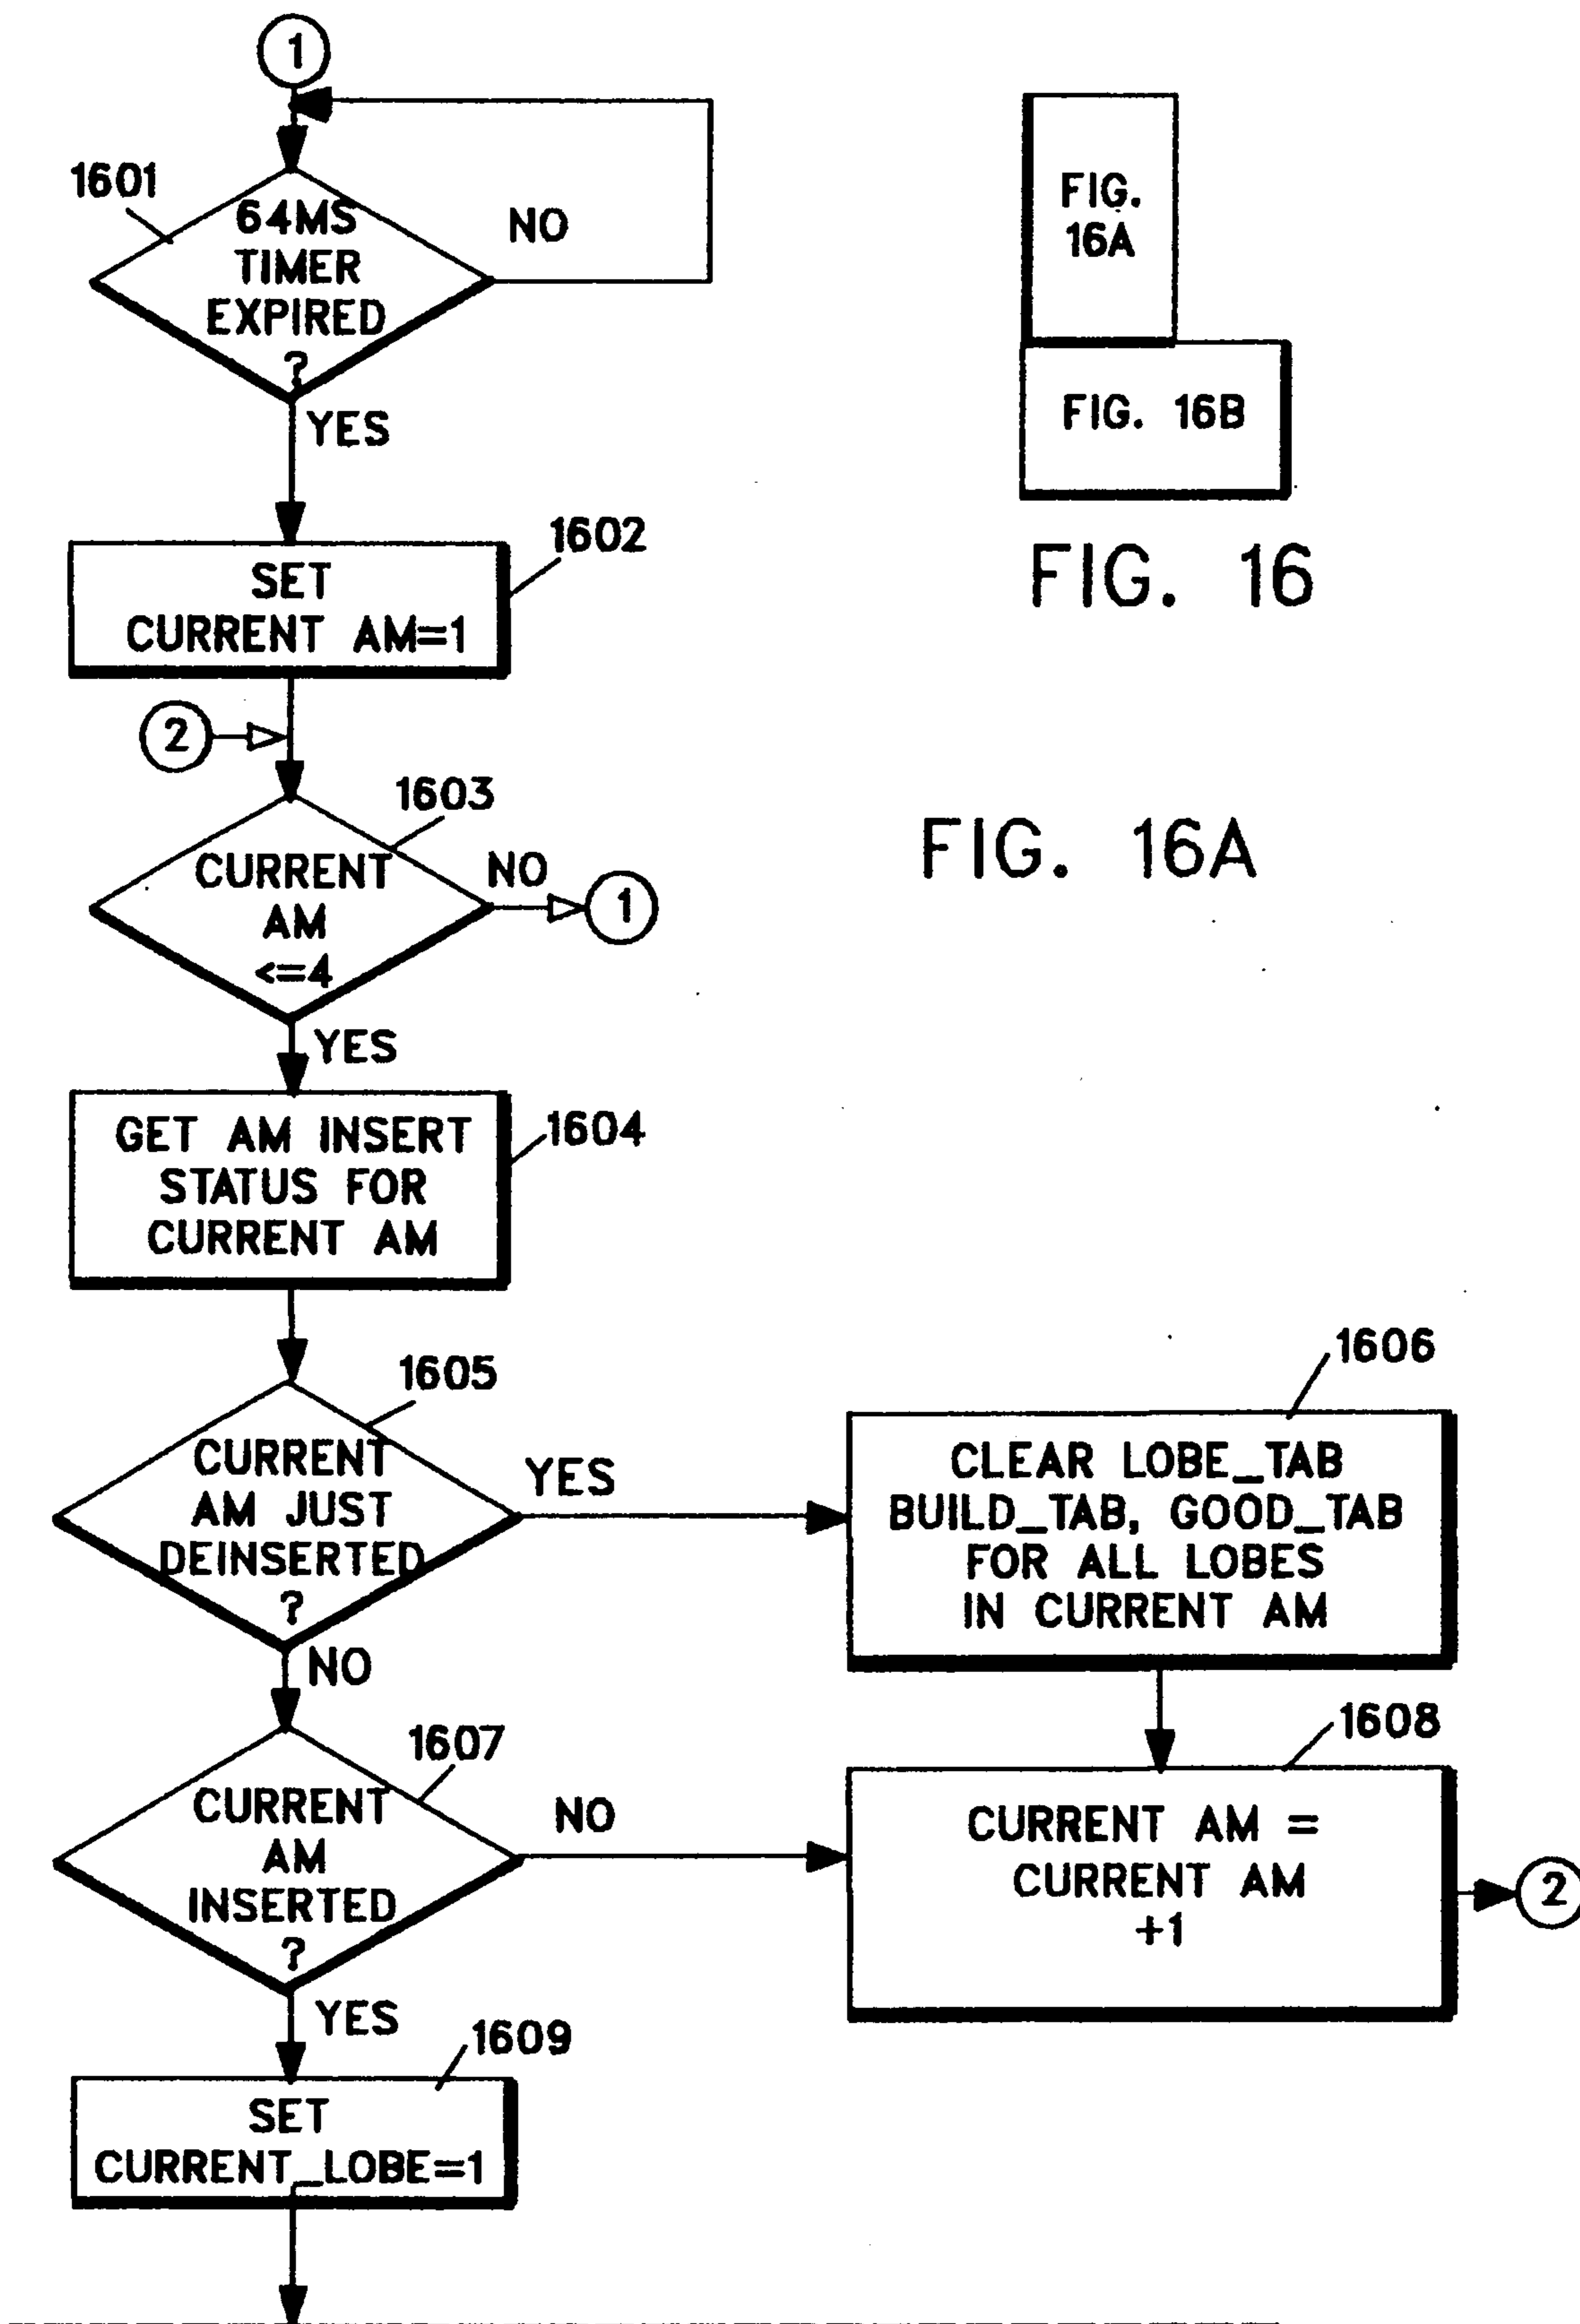 1
1601
64MS
TIMER
EXPIRED
?
NO
YES
FIG.
16A
FIG. 16B
FIG. 16
1602
SET
CURRENT AM=1
2
1603
CURRENT
AM
<=4
NO
1
YES
FIG. 16A
GET AM INSERT
STATUS FOR
CURRENT AM
1604
1605
CURRENT
AM JUST
DEINSERTED
?
YES
NO
1606
CLEAR LOBE_TAB
BUILD_TAB, GOOD_TAB
FOR ALL LOBES
IN CURRENT AM
1607
CURRENT
AM
INSERTED
?
NO
YES
1608
CURRENT AM =
CURRENT AM
+1
2
1609
SET
CURRENT_LOBE=1